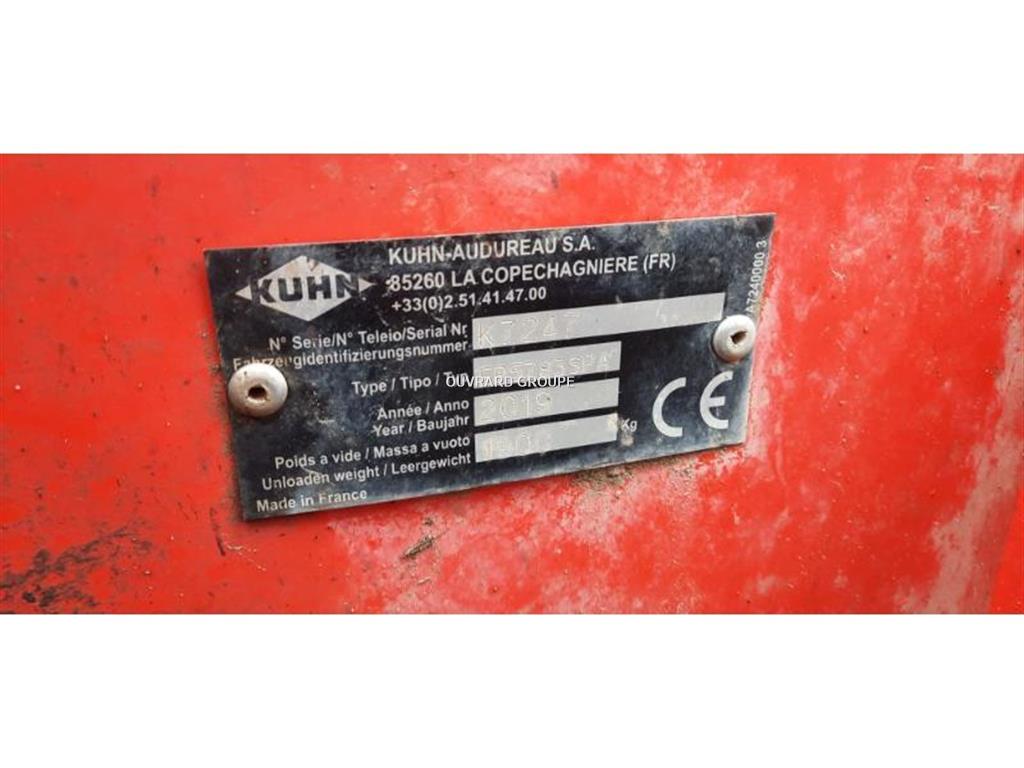 KUHN
KUHN-AUDUREAU S.A.
85260 LA COPECHAGNIERE (FR)
+33(0)2.51.41.47.00
N° Serie/N° Teleio/Serial Nr
Fahrzeugidentifizierungsnummer
K7247
Type / Tipo / Typ
Année / Anno
Year / Baujahr
2019
Poids a vide / Massa a vuoto
Unloaden weight / Leergewicht
Kg
Made in France
CE
A7240000 3
OUVRARD GROUPE